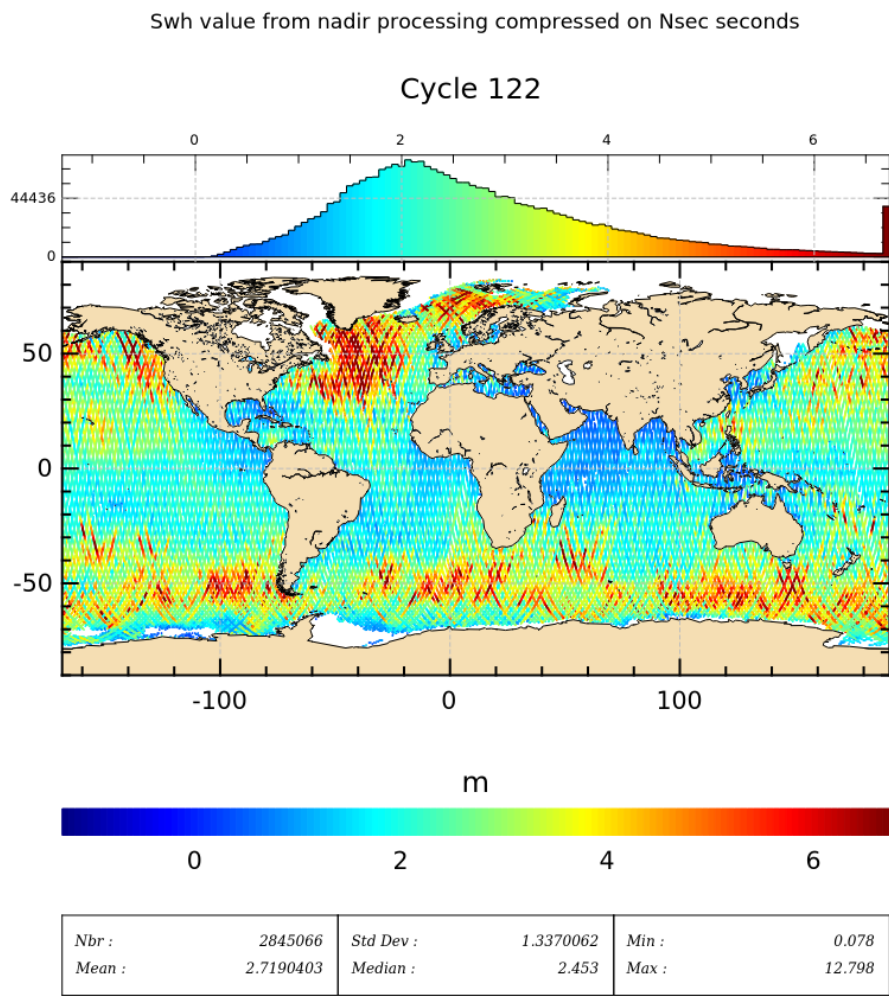 Swh value from nadir processing compressed on Nsec seconds
Cycle 122
0 2 4 6
44436
0
50
0
-50
-100 0 100
m
0 2 4 6
Nbr : 2845066 Std Dev : 1.3370062 Min : 0.078
Mean : 2.7190403 Median : 2.453 Max : 12.798